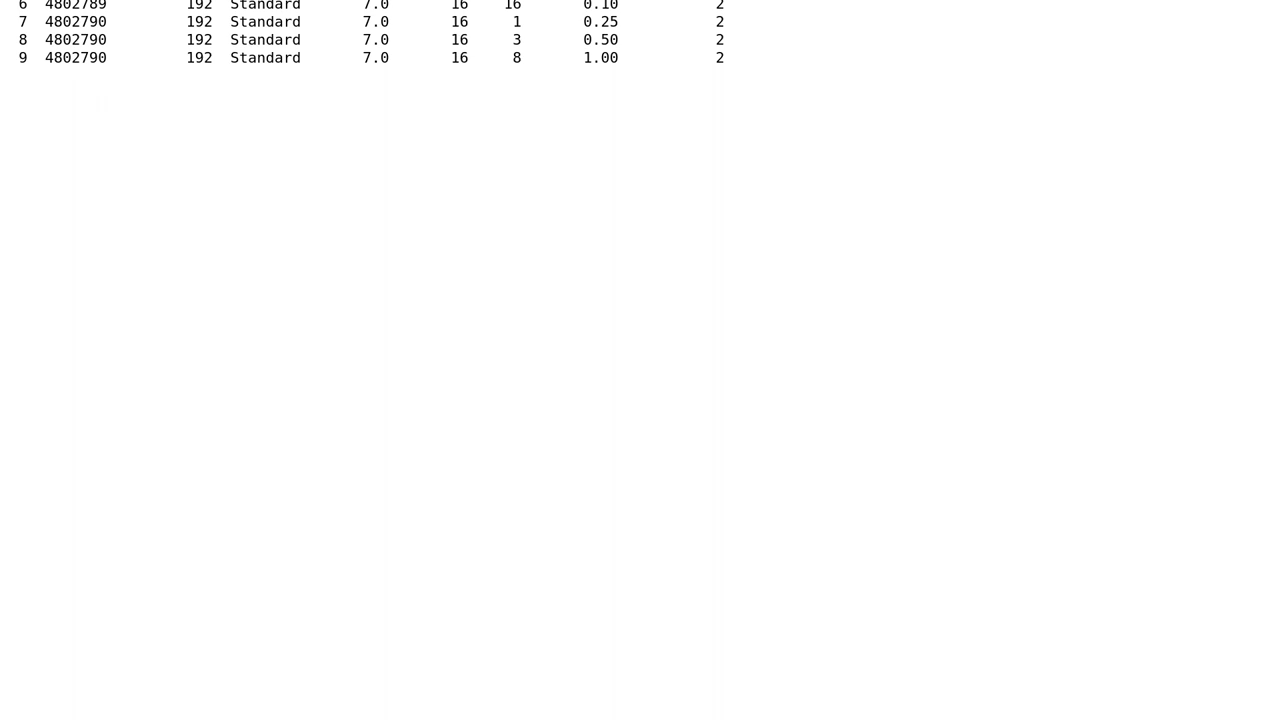 6 4802789 192 Standard 7.0 16 16 0.10 2
7 4802790 192 Standard 7.0 16 1 0.25 2
8 4802790 192 Standard 7.0 16 3 0.50 2
9 4802790 192 Standard 7.0 16 8 1.00 2